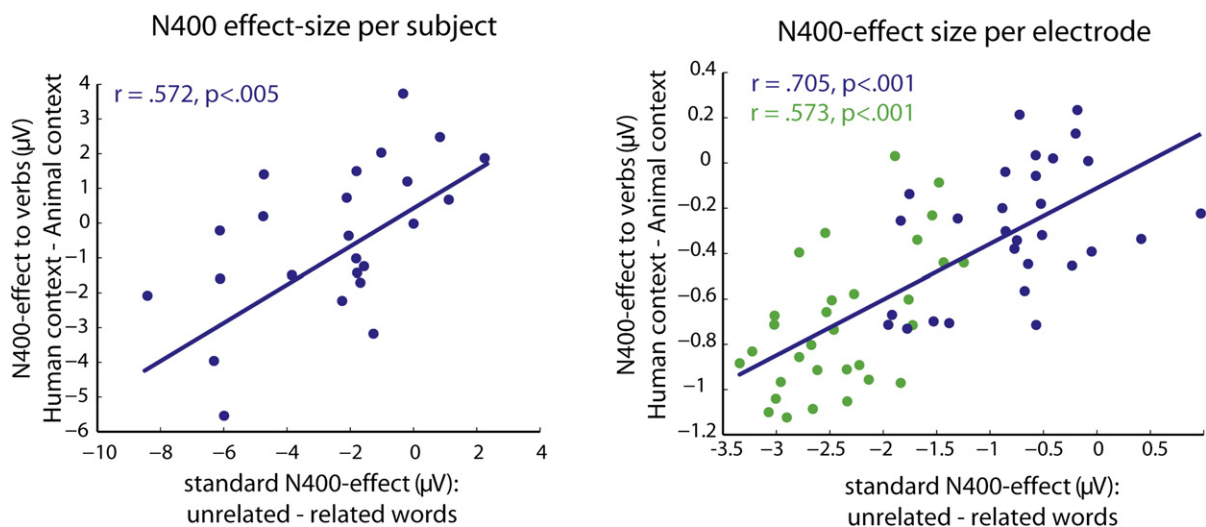 N400 effect-size per subject
r = .572, p<.005
N400-effect to verbs (µV)
Human context - Animal context
4
3
2
1
0
−1
−2
−3
−4
−5
−6
−10
−8
−6
−4
−2
0
2
4
standard N400-effect (µV):
unrelated - related words
N400-effect size per electrode
r = .705, p<.001
r = .573, p<.001
N400-effect to verbs (µV)
Human context - Animal context
0.4
0.2
0
−0.2
−0.4
−0.6
−0.8
−1
−1.2
−3.5
−3
−2.5
−2
−1.5
−1
−0.5
0
0.5
standard N400-effect (µV):
unrelated - related words